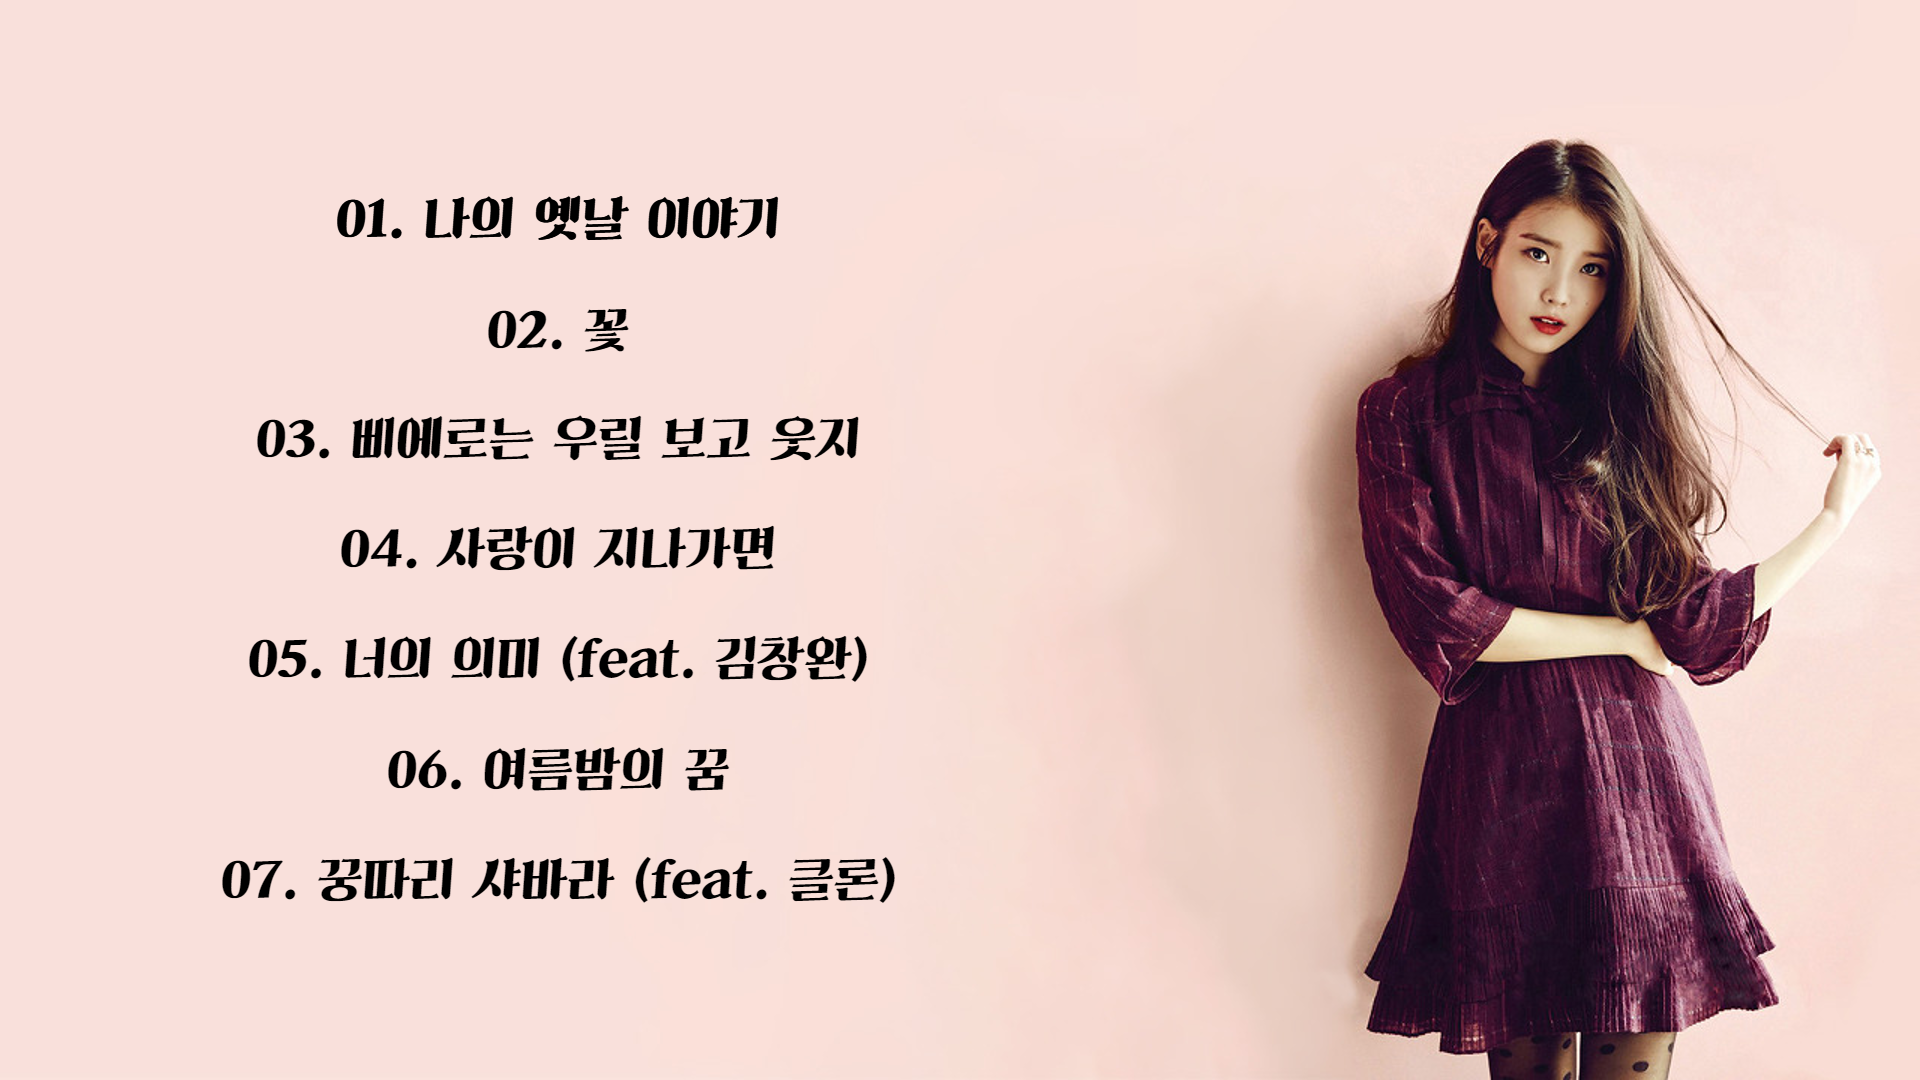 01. 나의 옛날 이야기
02. 꽃
03. 삐에로는 우릴 보고 웃지
04. 사랑이 지나가면
05. 너의 의미 (feat. 김창완)
06. 여름밤의 꿈
07. 꿍따리 샤바라 (feat. 클론)